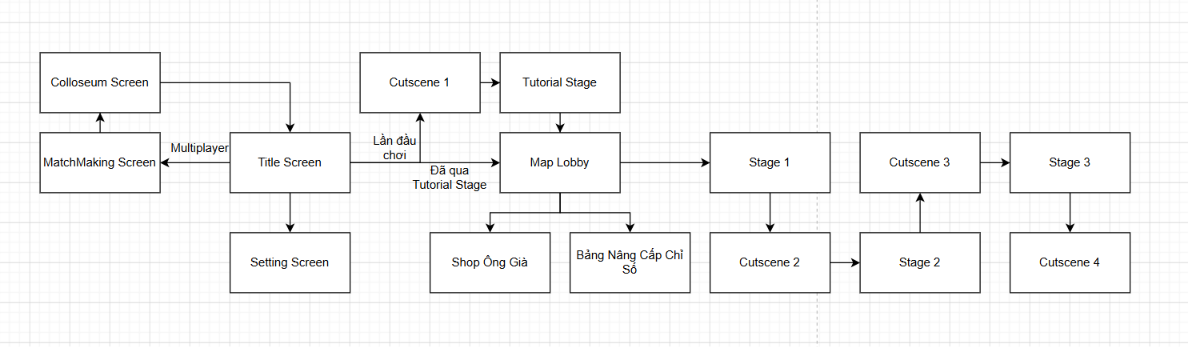 Colloseum Screen
Cutscene 1
Tutorial Stage
MatchMaking Screen
Multiplayer
Title Screen
Lần đầu
chơi
Đã qua
Tutorial Stage
Map Lobby
Stage 1
Cutscene 3
Stage 3
Setting Screen
Shop Ông Già
Bảng Nâng Cấp Chỉ
Số
Cutscene 2
Stage 2
Cutscene 4